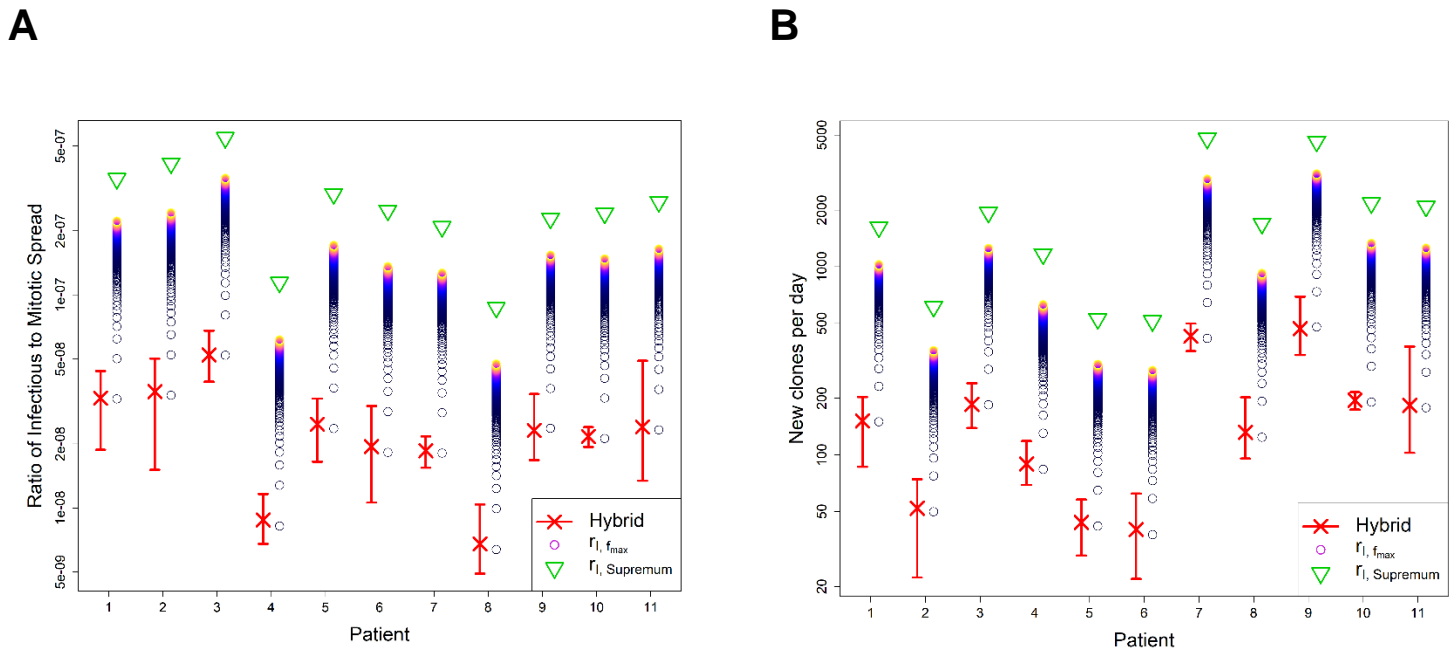 A
B
Ratio of Infectious to Mitotic Spread
5e-07
2e-07
1e-07
5e-08
2e-08
1e-08
5e-09
Hybrid
rI, fmax
rI, Supremum
1 2 3 4 5 6 7 8 9 10 11
Patient
New clones per day
5000
2000
1000
500
200
100
50
20
Hybrid
rI, fmax
rI, Supremum
1 2 3 4 5 6 7 8 9 10 11
Patient